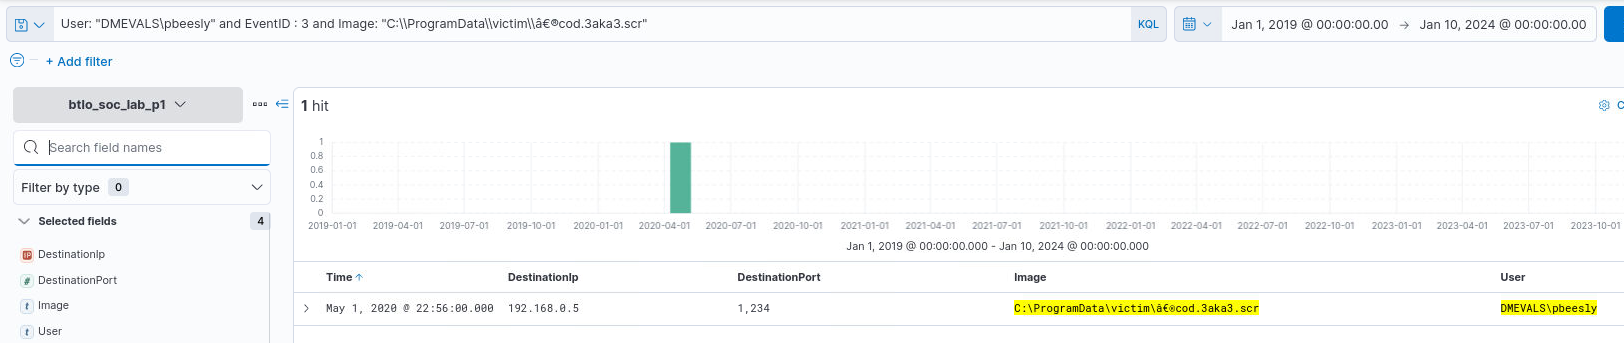 User: "DMEVALS\pbeesly" and EventID : 3 and Image: "C:\\ProgramData\\victim\\â€®cod.3aka3.scr"
KQL
Jan 1, 2019 @ 00:00:00.00 → Jan 10, 2024 @ 00:00:00.00
+ Add filter
btlo_soc_lab_p1
Search field names
Filter by type 0
Selected fields 4
DestinationIp
DestinationPort
Image
User
1 hit
C
1
0.8
0.6
0.4
0.2
0
2019-01-01 2019-04-01 2019-07-01 2019-10-01 2020-01-01 2020-04-01 2020-07-01 2020-10-01 2021-01-01 2021-04-01 2021-07-01 2021-10-01 2022-01-01 2022-04-01 2022-07-01 2022-10-01 2023-01-01 2023-04-01 2023-07-01 2023-10-01
Jan 1, 2019 @ 00:00:00.000 - Jan 10, 2024 @ 00:00:00.000
Time ↑ DestinationIp DestinationPort Image User
May 1, 2020 @ 22:56:00.000 192.168.0.5 1,234 C:\ProgramData\victim\â€®cod.3aka3.scr DMEVALS\pbeesly